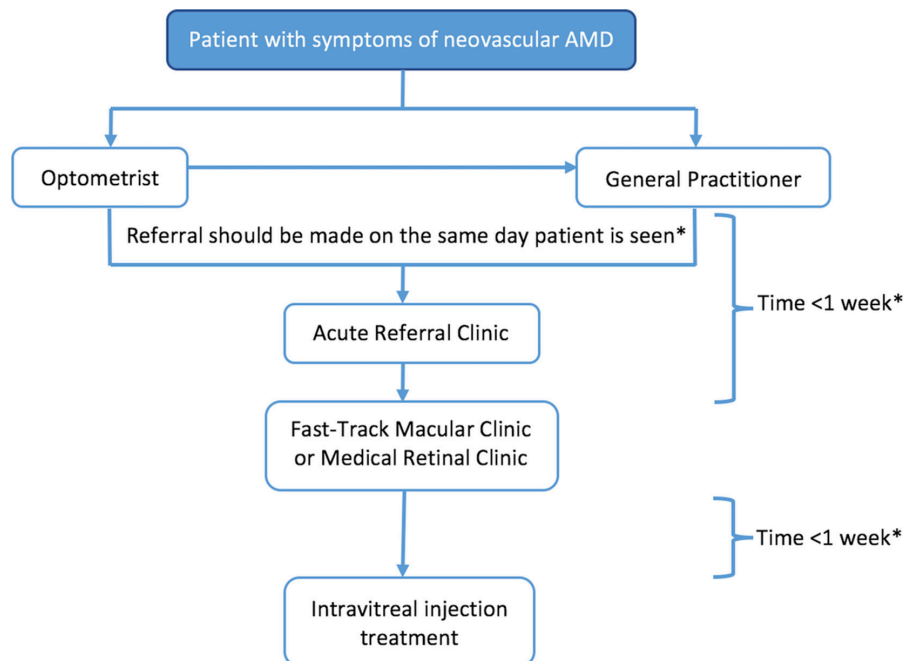 Patient with symptoms of neovascular AMD
Optometrist
General Practitioner
Referral should be made on the same day patient is seen*
Time <1 week*
Acute Referral Clinic
Fast-Track Macular Clinic
or Medical Retinal Clinic
Time <1 week*
Intravitreal injection
treatment